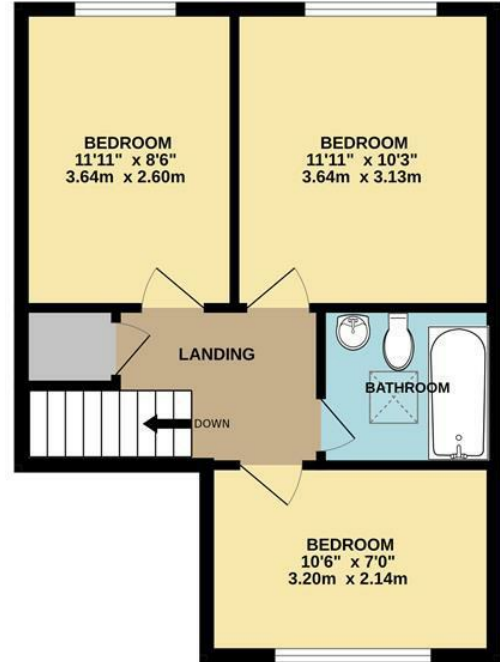 BEDROOM
11'11" x 8'6"
3.64m x 2.60m
BEDROOM
11'11" x 10'3"
3.64m x 3.13m
LANDING
BATHROOM
DOWN
BEDROOM
10'6" x 7'0"
3.20m x 2.14m